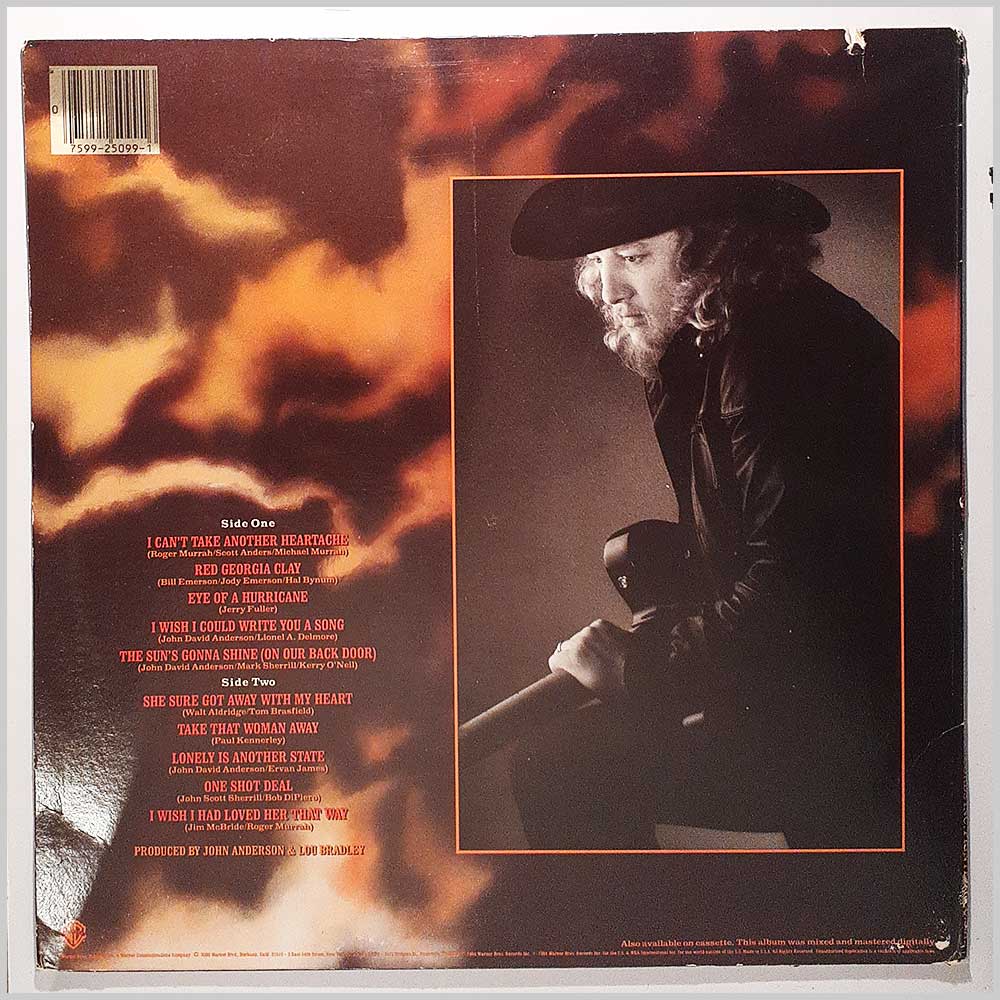 0
7599-25099-1
Side One
I CAN'T TAKE ANOTHER HEARTACHE
(Roger Murrah/Scott Anders/Michael Murrah)
RED GEORGIA CLAY
(Bill Emerson/Jody Emerson/Hal Bynum)
EYE OF A HURRICANE
(Jerry Fuller)
I WISH I COULD WRITE YOU A SONG
(John David Anderson/Lionel A. Delmore)
THE SUN'S GONNA SHINE (ON OUR BACK DOOR)
(John David Anderson/Mark Sherrill/Kerry O'Neil)
Side Two
SHE SURE GOT AWAY WITH MY HEART
(Walt Aldridge/Tom Brasfield)
TAKE THAT WOMAN AWAY
(Paul Kennerley)
LONELY IS ANOTHER STATE
(John David Anderson/Ervan James)
ONE SHOT DEAL
(John Scott Sherrill/Bob DiPiero)
I WISH I HAD LOVED HER THAT WAY
(Jim McBride/Roger Murrah)
PRODUCED BY JOHN ANDERSON & LOU BRADLEY
Also available on cassette. This album was mixed and mastered digitally.